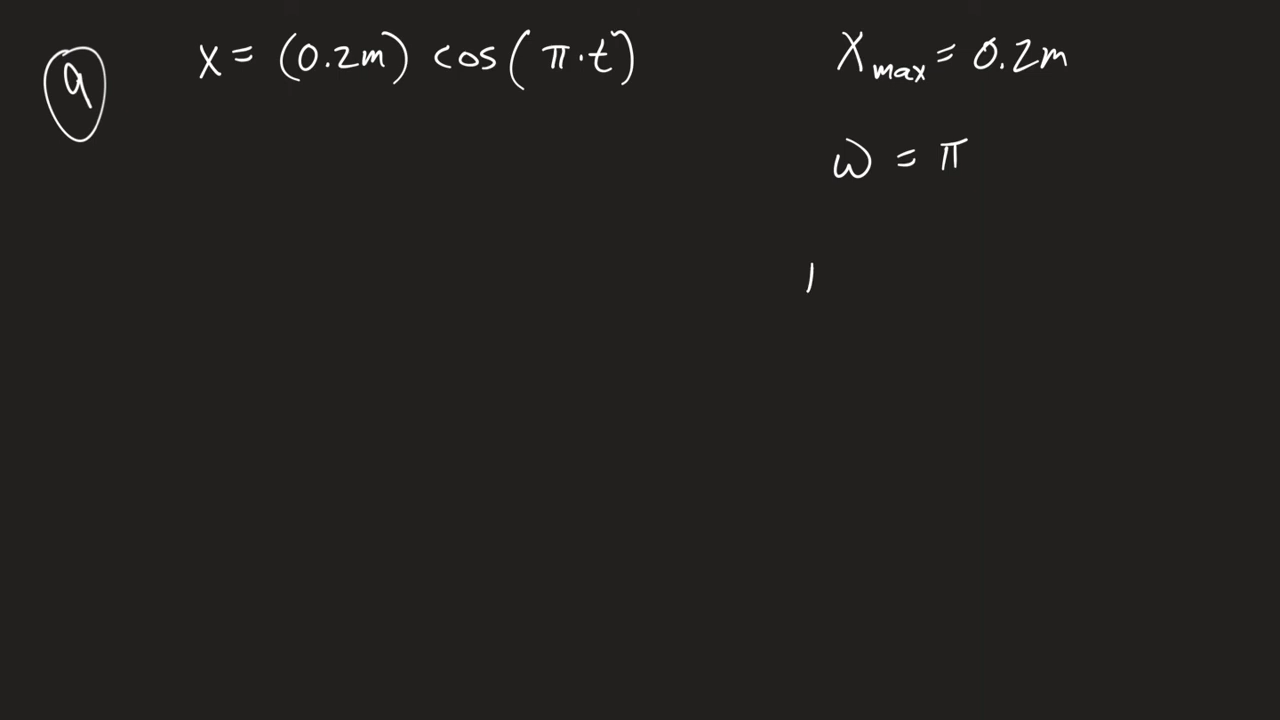 9 x = (0.2m) cos(π·t) Xmax = 0.2m
ω = π